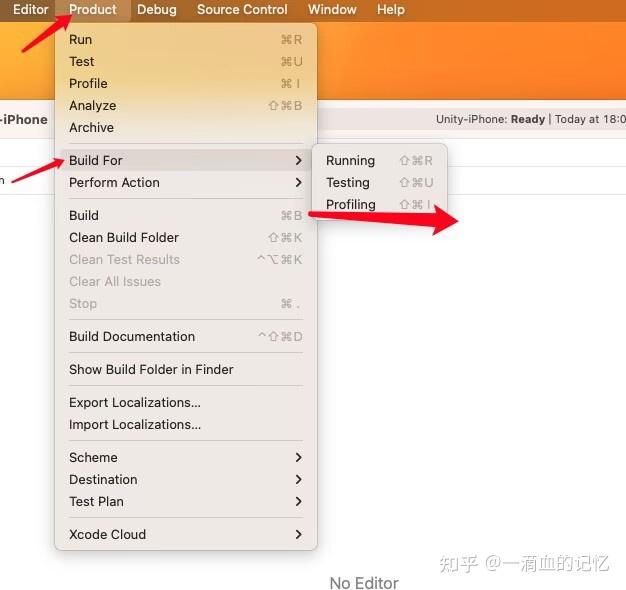 Editor Product Debug Source Control Window Help
-iPhone
Unity-iPhone: Ready | Today at 18:0
Run ⌘R
Test ⌘U
Profile ⌘I
Analyze ⇧⌘B
Archive
Build For
Running ⇧⌘R
Perform Action
Testing ⇧⌘U
Profiling ⇧⌘I
Build ⌘B
Clean Build Folder ⇧⌘K
Clean Test Results ^⌥⌘K
Clear All Issues
Stop ⌘.
Build Documentation ^⇧⌘D
Show Build Folder in Finder
Export Localizations...
Import Localizations...
Scheme
Destination
Test Plan
Xcode Cloud
知乎 @一滴血的记忆
No Editor